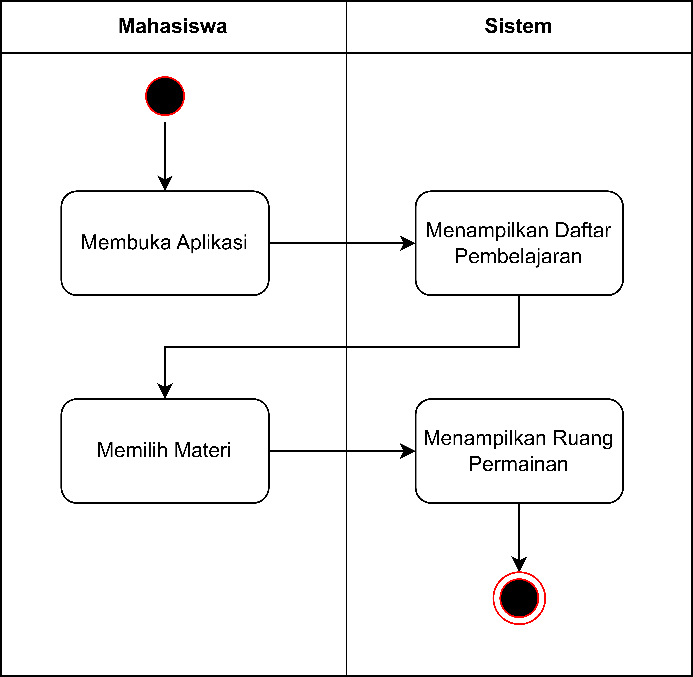 Mahasiswa
Sistem
Membuka Aplikasi
Menampilkan Daftar
Pembelajaran
Memilih Materi
Menampilkan Ruang
Permainan